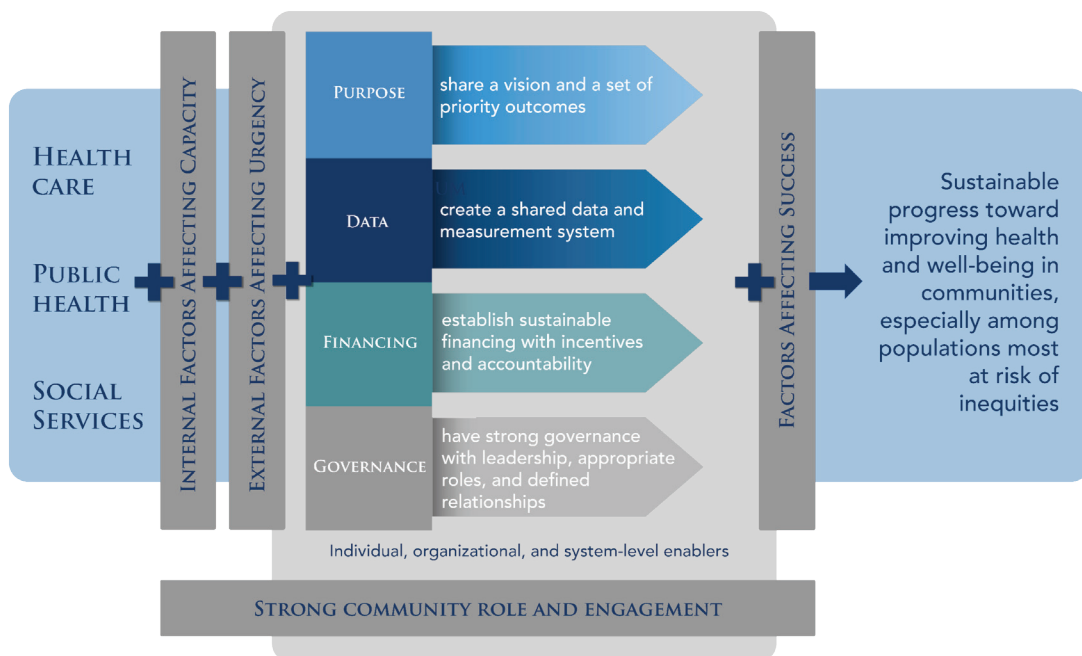 HEALTH
CARE
PUBLIC
HEALTH
SOCIAL
SERVICES
INTERNAL FACTORS AFFECTING CAPACITY
EXTERNAL FACTORS AFFECTING URGENCY
PURPOSE
share a vision and a set of
priority outcomes
DATA
create a shared data and
measurement system
FINANCING
establish sustainable
financing with incentives
and accountability
GOVERNANCE
have strong governance
with leadership, appropriate
roles, and defined
relationships
Individual, organizational, and system-level enablers
FACTORS AFFECTING SUCCESS
Sustainable
progress toward
improving health
and well-being in
communities,
especially among
populations most
at risk of
inequities
STRONG COMMUNITY ROLE AND ENGAGEMENT